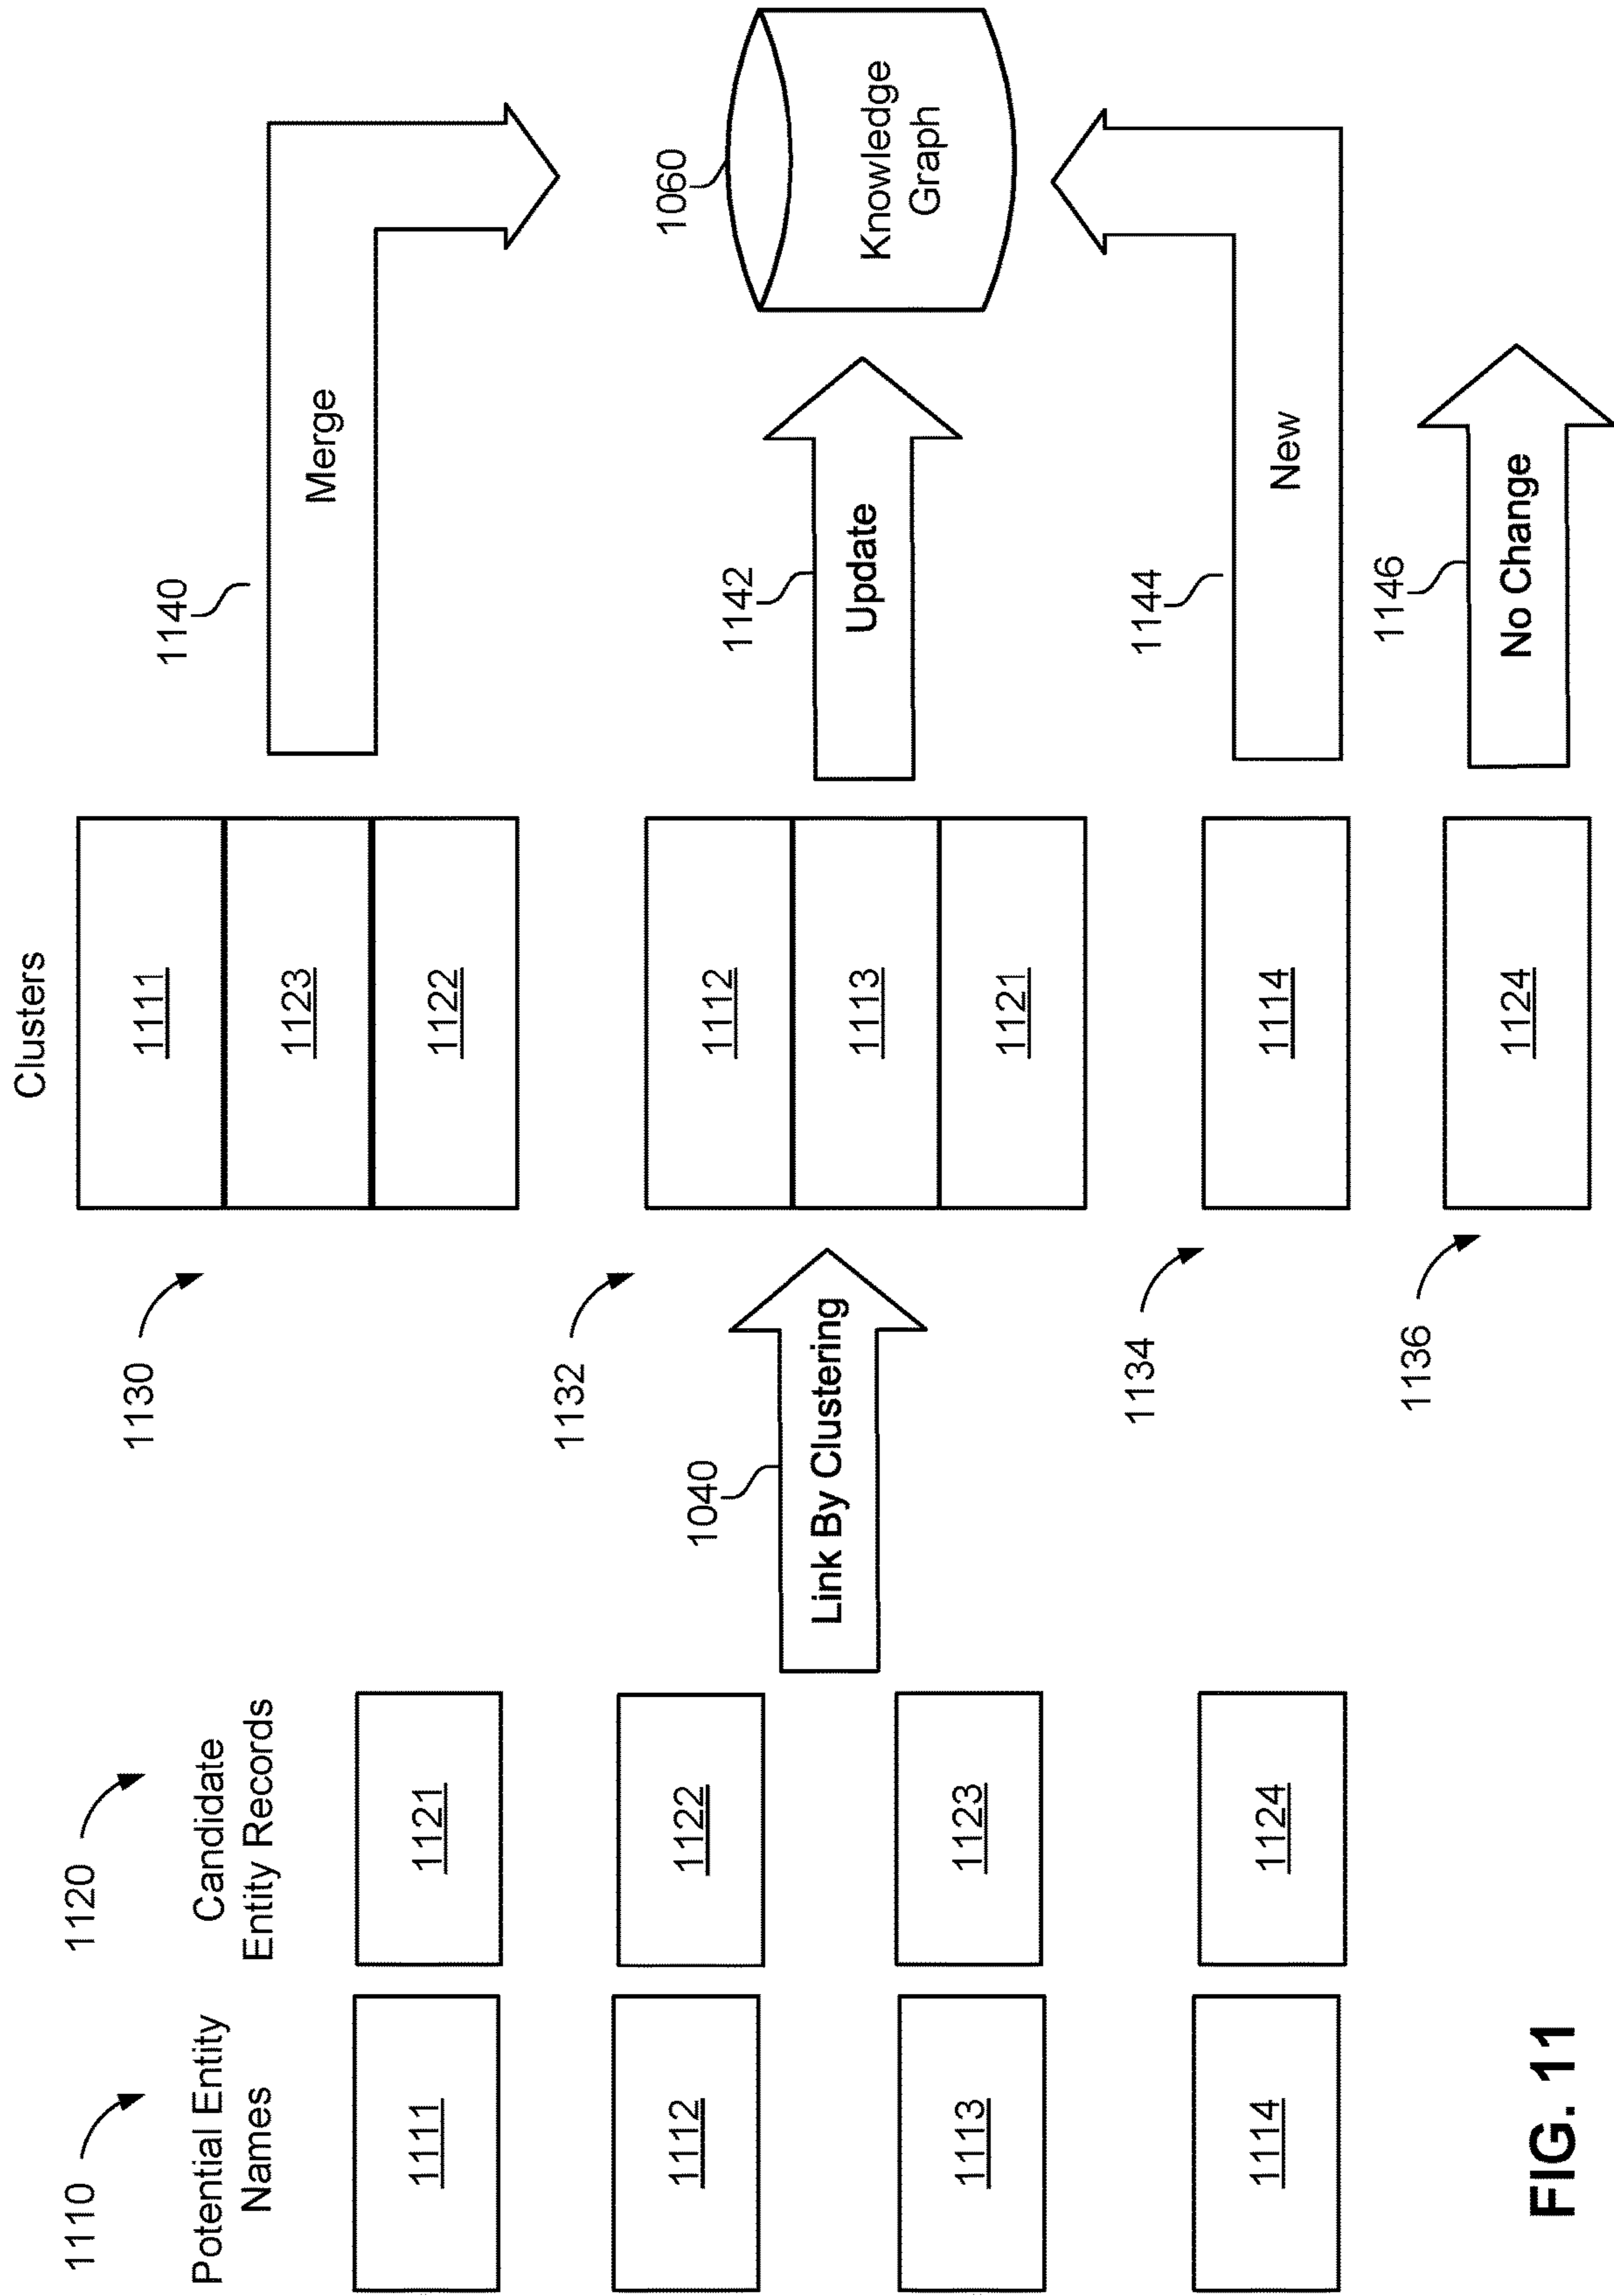 1110
Potential Entity
Names
1111
1112
1113
1114
1120
Candidate
Entity Records
1121
1122
1123
1124
1040
Link By Clustering
Clusters
1130
1111
1123
1122
1132
1112
1113
1121
1134
1114
1136
1124
1140
Merge
1142
Update
1144
New
1146
No Change
1060
Knowledge
Graph
FIG. 11